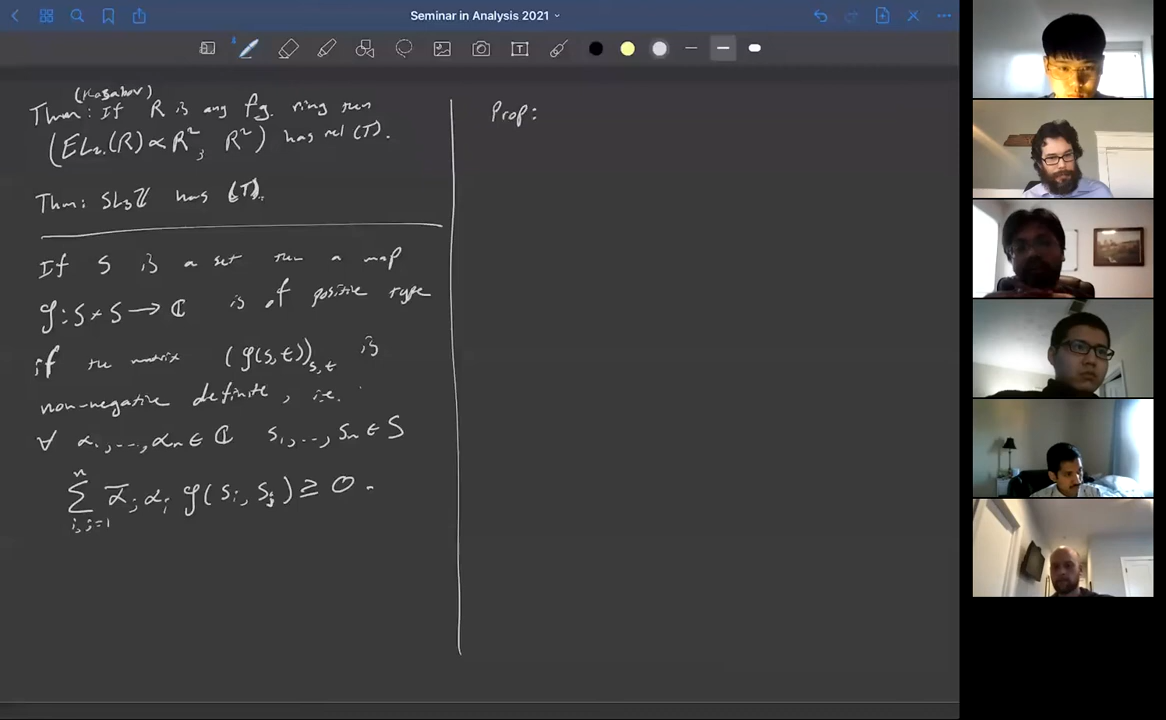 Seminar in Analysis 2021
(Kassabov)
Thm: If R is any f.g. ring then
(EL₂(R) ∝ R², R²) has rel (T).
Thm: SL₃ℤ has (T).
If S is a set then a map
φ: S × S → ℂ is of positive type
if the matrix (φ(s,t))ₛ,ₜ is
non-negative definite, i.e.
∀ α₁,...,αₙ ∈ ℂ s₁,...,sₙ ∈ S
n
∑ ᾱⱼ αᵢ φ(sᵢ, sⱼ) ≥ 0.
i,j=1
Prop: